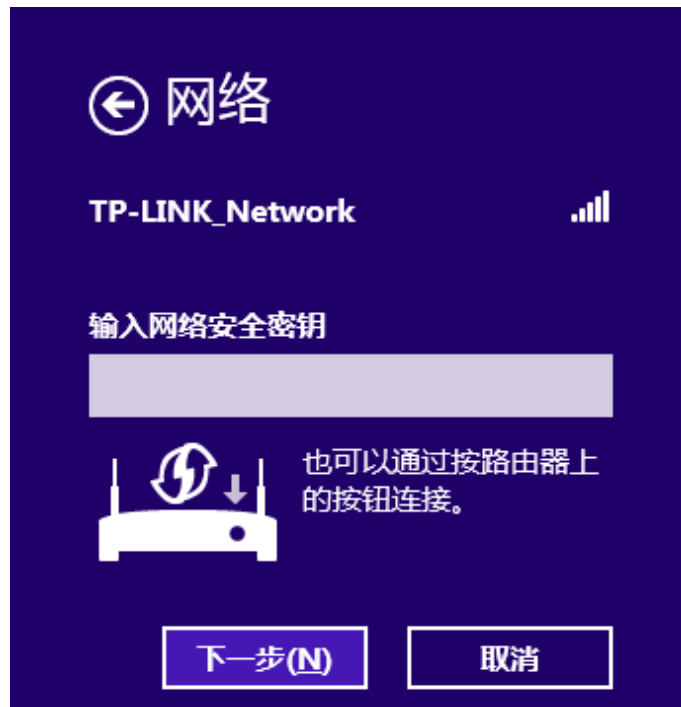 网络
TP-LINK_Network
输入网络安全密钥
也可以通过按路由器上
的按钮连接。
下一步(N)
取消